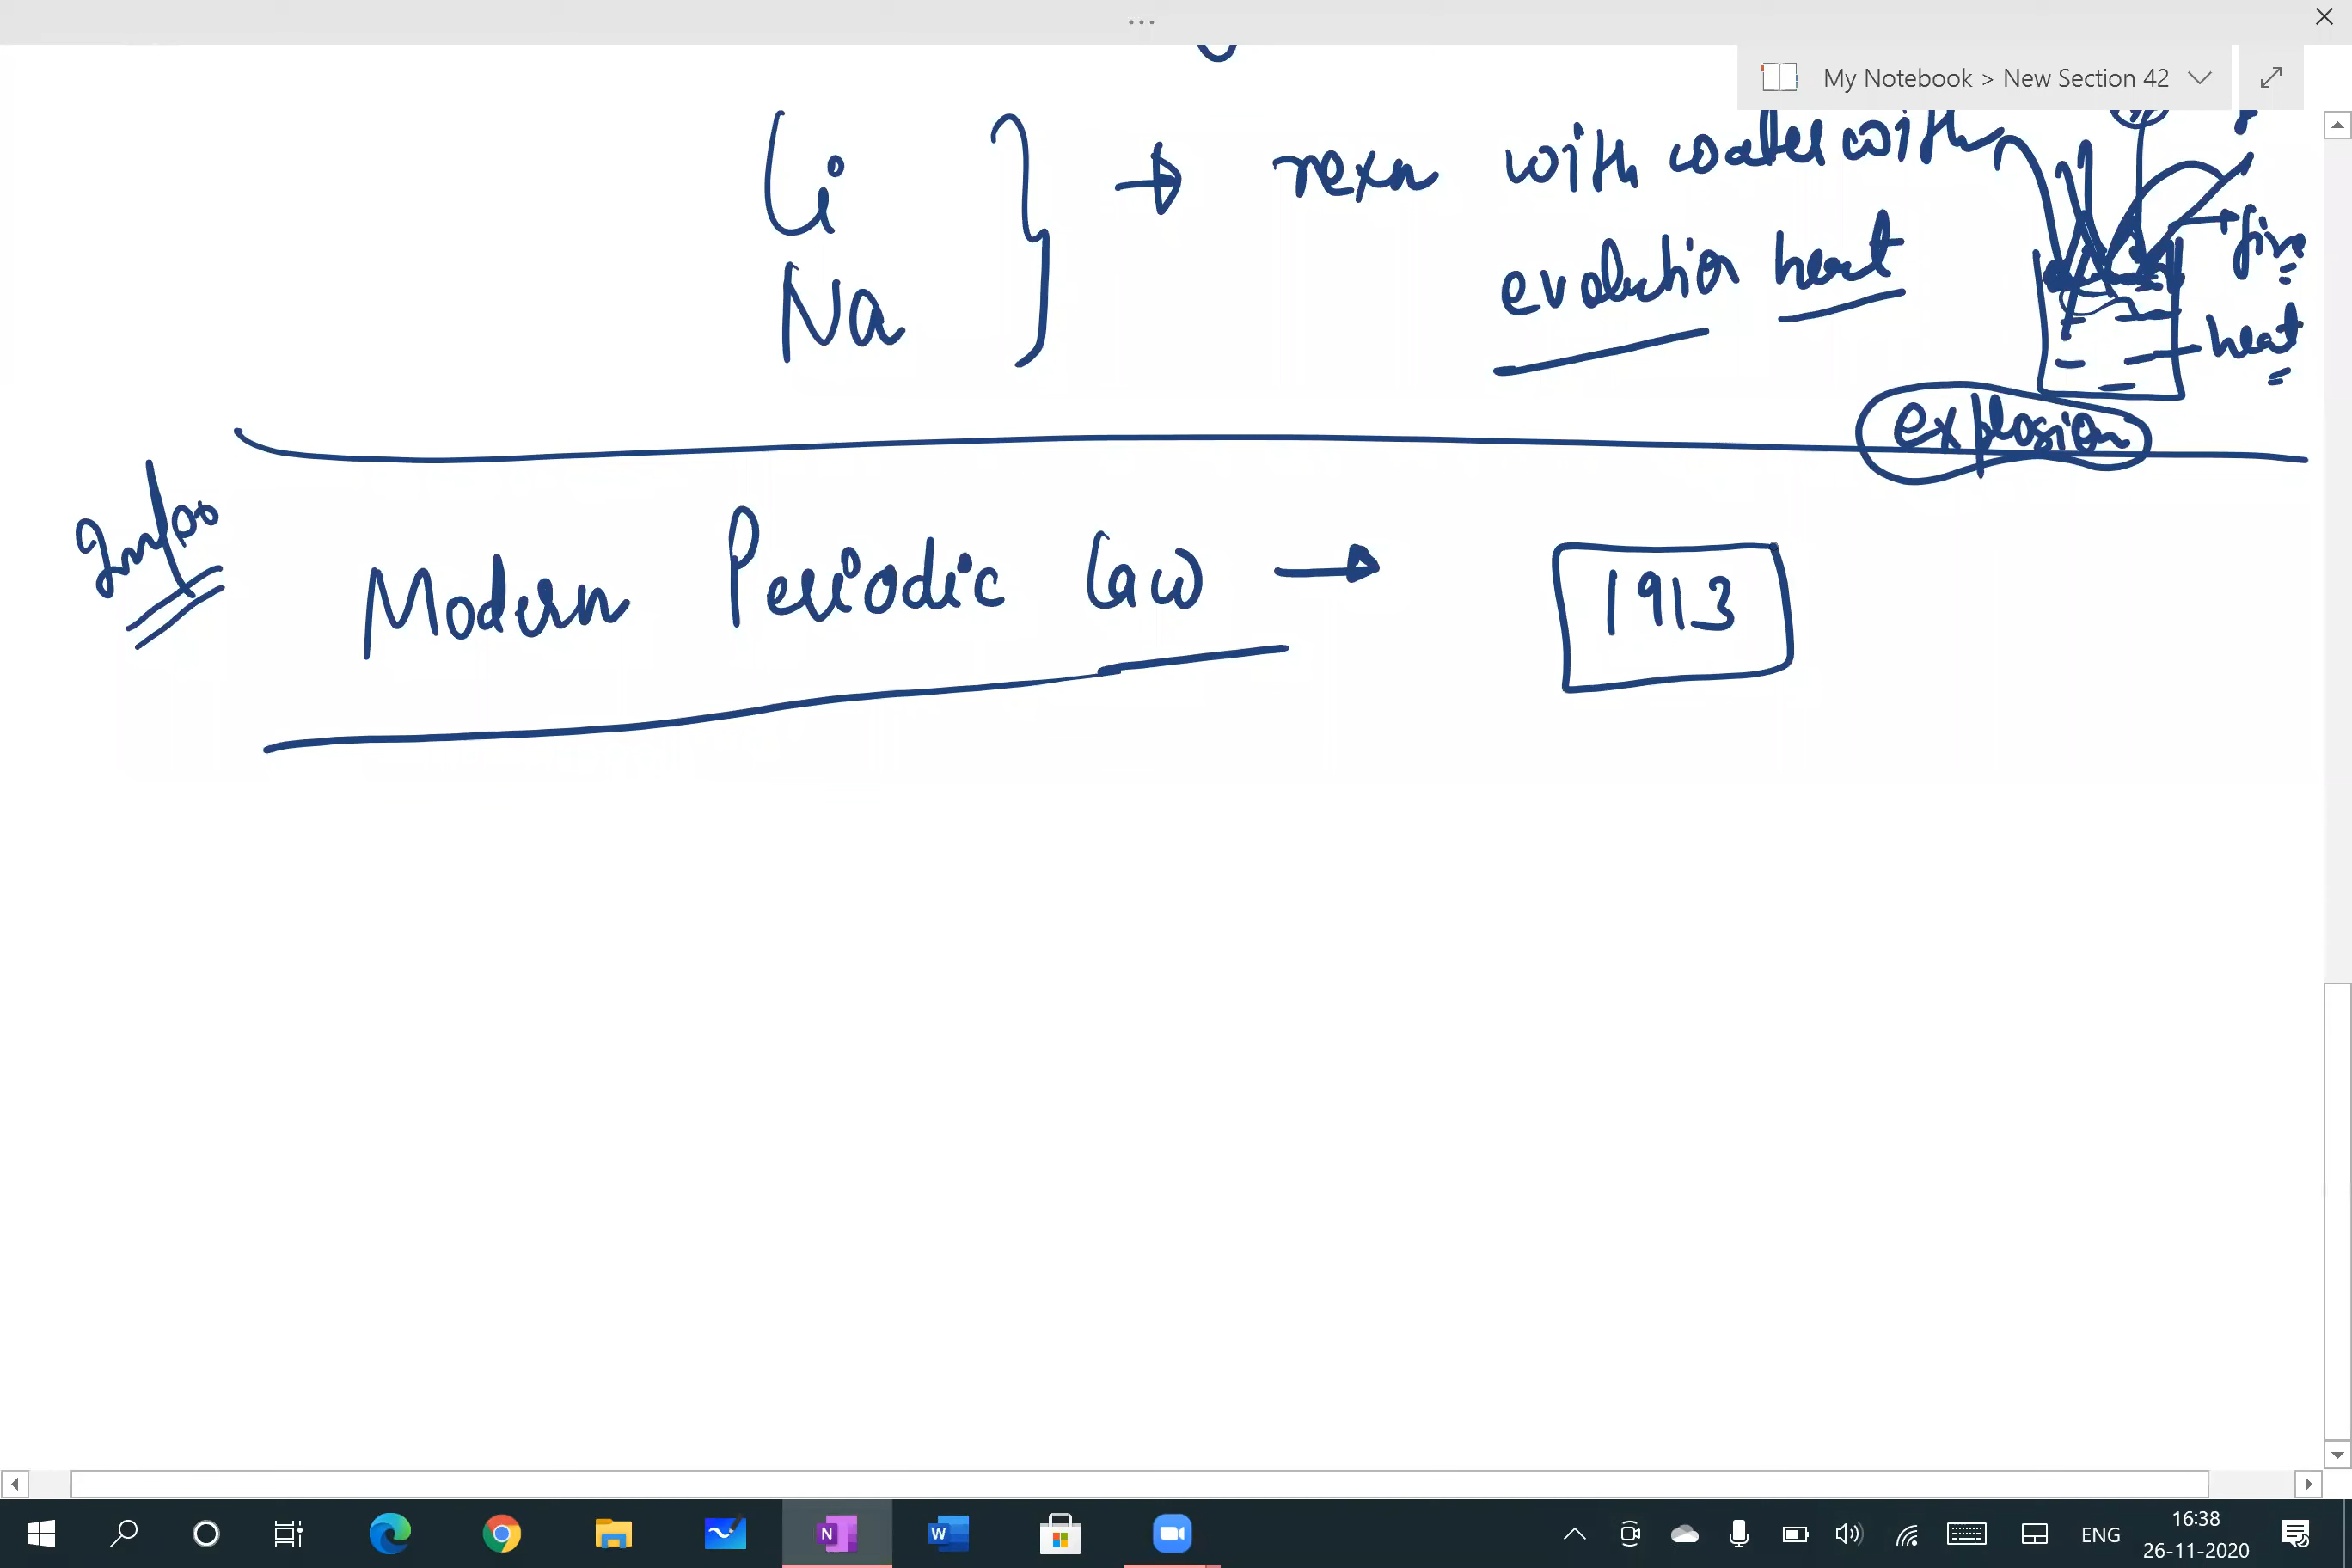 ...
My Notebook > New Section 42
Li
Na
rexn with water with
evolution heat
fire
heat
explosion
Modern Periodic Law → 1913
ENG
16:38
26-11-2020